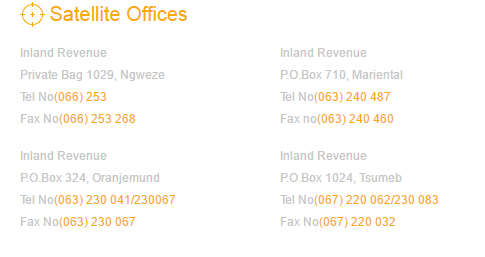 Satellite Offices
Inland Revenue
Private Bag 1029, Ngweze
Tel No(066) 253
Fax No(066) 253 268
Inland Revenue
P.O.Box 710, Mariental
Tel No(063) 240 487
Fax no(063) 240 460
Inland Revenue
P.O.Box 324, Oranjemund
Tel No(063) 230 041/230067
Fax No(063) 230 067
Inland Revenue
P.O.Box 1024, Tsumeb
Tel No(067) 220 062/230 083
Fax No(067) 220 032